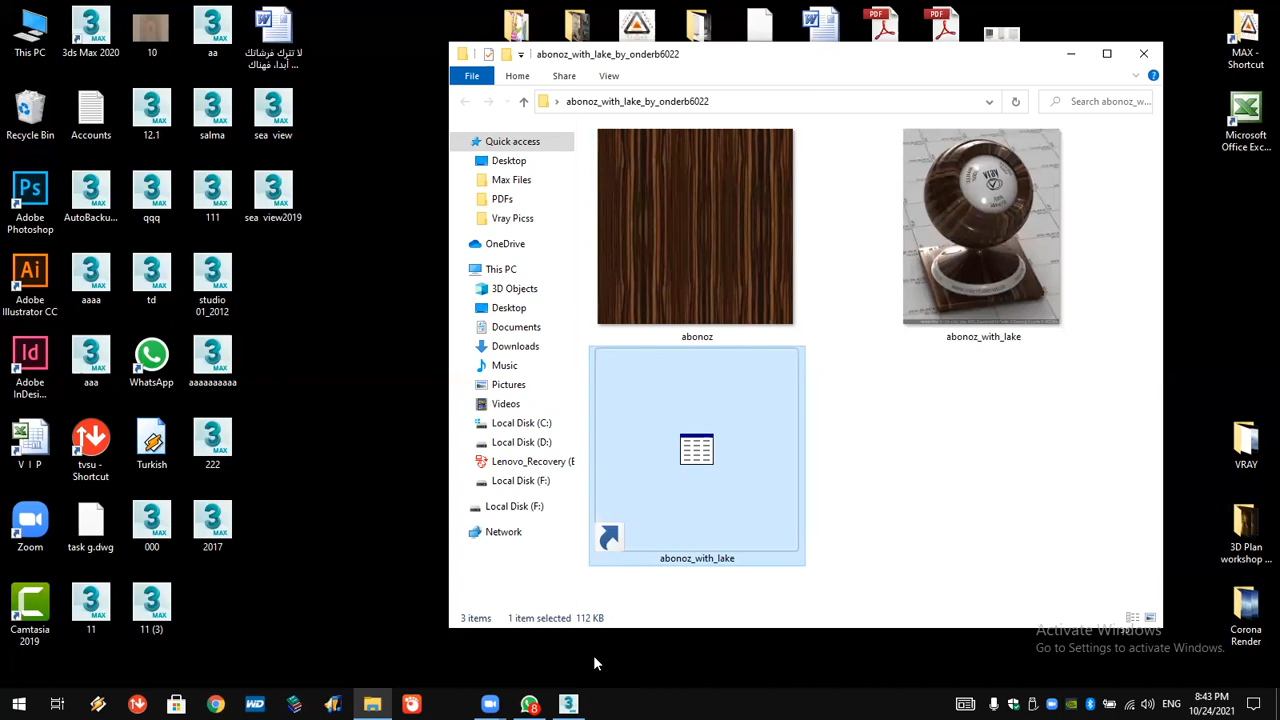 This PC
3ds Max 2020
10
aa
لا تترك فرشاتك
أبدا، فهناك ...
Recycle Bin
Accounts
12.1
salma
sea view
Adobe
Photoshop
AutoBacku...
qqq
111
sea view2019
Adobe
Illustrator CC
aaaa
td
studio
01_2012
Adobe
InDesi...
aaa
WhatsApp
aaaaaaaaaa
V I P
tvsu -
Shortcut
Turkish
222
Zoom
task g.dwg
000
2017
Camtasia
2019
11
11 (3)
abonoz_with_lake_by_onderb6022
File
Home
Share
View
abonoz_with_lake_by_onderb6022
Search abonoz_w...
Quick access
Desktop
Max Files
PDFs
Vray Picss
OneDrive
This PC
3D Objects
Desktop
Documents
Downloads
Music
Pictures
Videos
Local Disk (C:)
Local Disk (D:)
Lenovo_Recovery (E
Local Disk (F:)
Local Disk (F:)
Network
abonoz
abonoz_with_lake
abonoz_with_lake
3 items
1 item selected 112 KB
MAX -
Shortcut
Microsoft
Office Exc...
VRAY
3D Plan
workshop ...
Corona
Render
Activate Windows
Go to Settings to activate Windows.
ENG
8:43 PM
10/24/2021